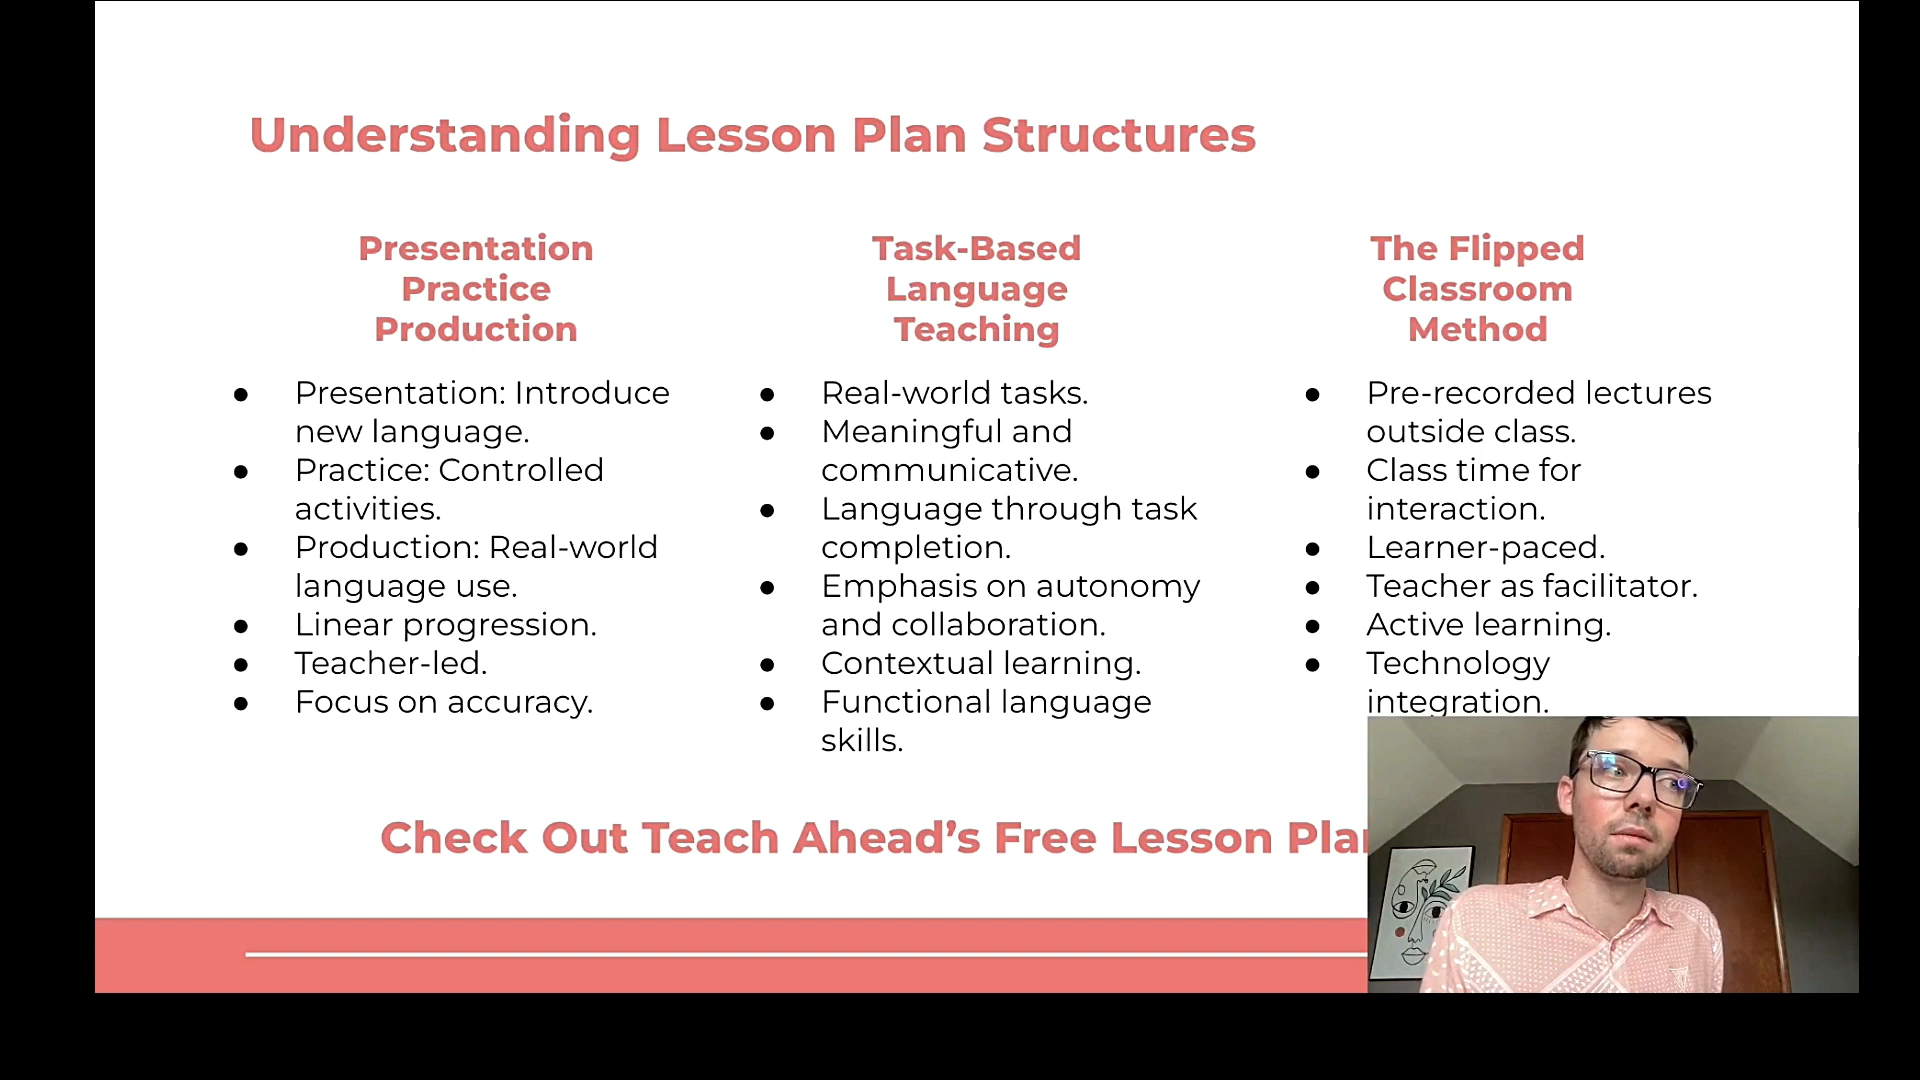 Understanding Lesson Plan Structures
Presentation
Practice
Production
● Presentation: Introduce
new language.
● Practice: Controlled
activities.
● Production: Real-world
language use.
● Linear progression.
● Teacher-led.
● Focus on accuracy.
Task-Based
Language
Teaching
● Real-world tasks.
● Meaningful and
communicative.
● Language through task
completion.
● Emphasis on autonomy
and collaboration.
● Contextual learning.
● Functional language
skills.
The Flipped
Classroom
Method
● Pre-recorded lectures
outside class.
● Class time for
interaction.
● Learner-paced.
● Teacher as facilitator.
● Active learning.
● Technology
integration.
Check Out Teach Ahead’s Free Lesson